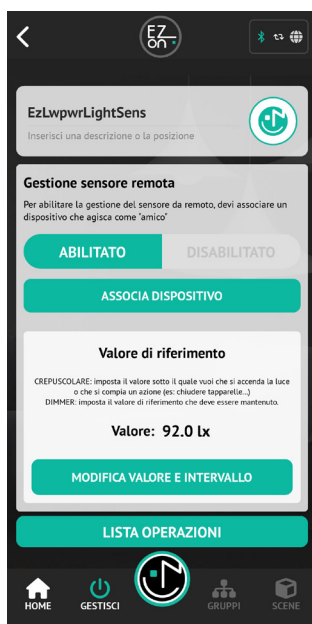 EZ
on
EzLwpwrLightSens
Inserisci una descrizione o la posizione
Gestione sensore remota
Per abilitare la gestione del sensore da remoto, devi associare un
dispositivo che agisca come "amico"
ABILITATO DISABILITATO
ASSOCIA DISPOSITIVO
Valore di riferimento
CREPUSCOLARE: imposta il valore sotto il quale vuoi che si accenda la luce
o che si compia un azione (es: chiudere tapparelle...)
DIMMER: imposta il valore di riferimento che deve essere mantenuto.
Valore: 92.0 lx
MODIFICA VALORE E INTERVALLO
LISTA OPERAZIONI
HOME GESTISCI GRUPPI SCENE